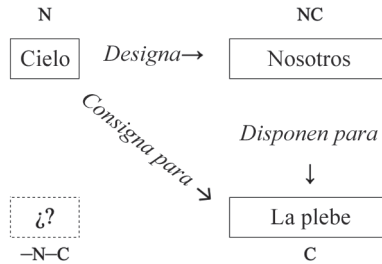 N NC
Cielo Designa→ Nosotros
Consigna para
Disponen para
↓
¿? La plebe
–N–C C